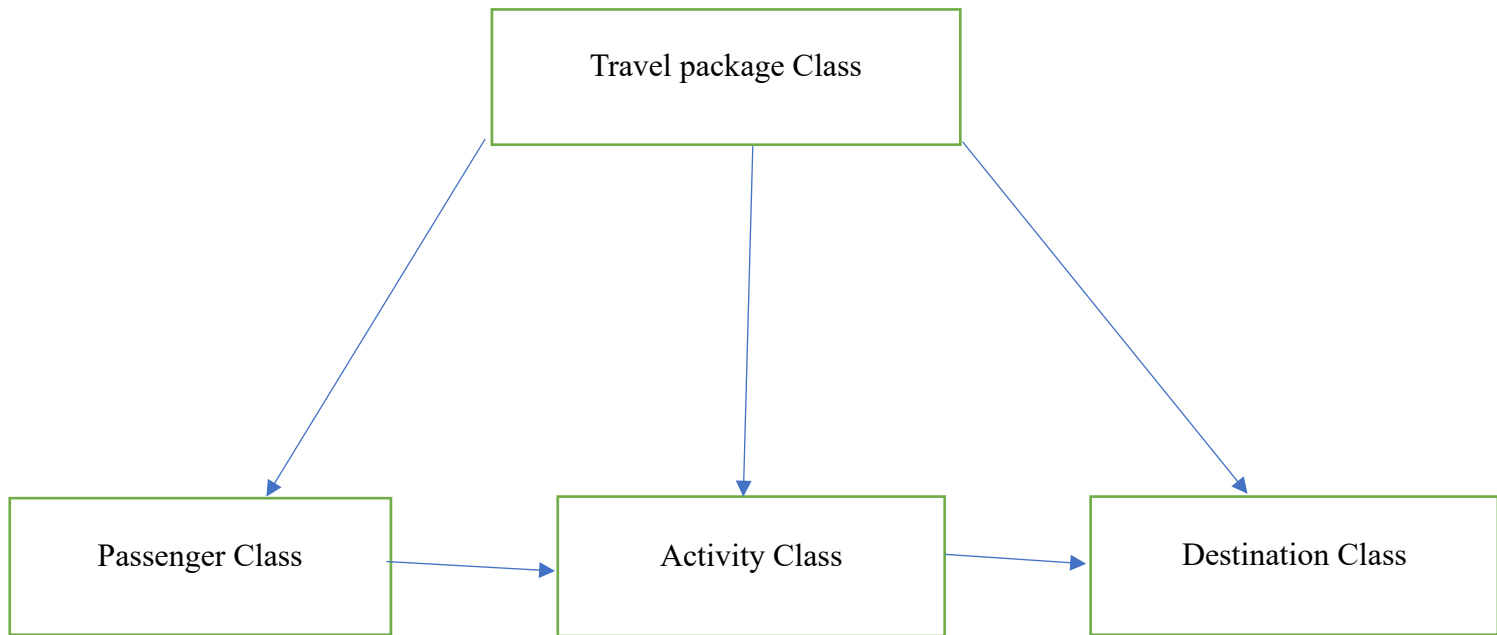 Travel package Class
Passenger Class
Activity Class
Destination Class